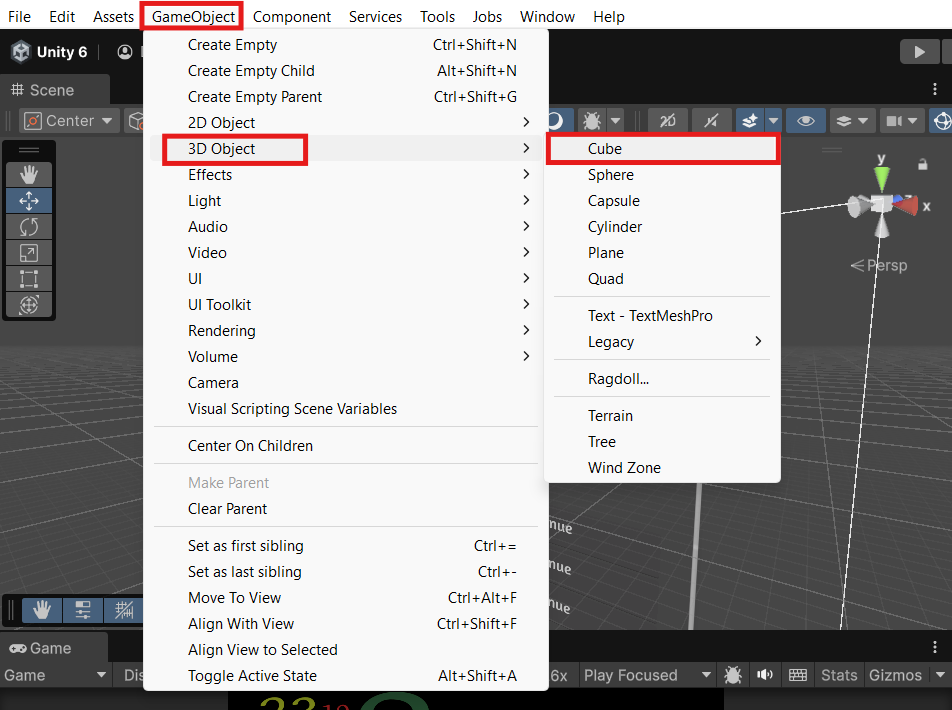 File Edit Assets GameObject Component Services Tools Jobs Window Help
Unity 6
Scene
Center
Create Empty Ctrl+Shift+N
Create Empty Child Alt+Shift+N
Create Empty Parent Ctrl+Shift+G
2D Object
3D Object
Effects
Light
Audio
Video
UI
UI Toolkit
Rendering
Volume
Camera
Visual Scripting Scene Variables
Center On Children
Make Parent
Clear Parent
Set as first sibling Ctrl+=
Set as last sibling Ctrl+-
Move To View Ctrl+Alt+F
Align With View Ctrl+Shift+F
Align View to Selected
Toggle Active State Alt+Shift+A
Cube
Sphere
Capsule
Cylinder
Plane
Quad
Text - TextMeshPro
Legacy
Ragdoll...
Terrain
Tree
Wind Zone
2D
y
x
Persp
nue
nue
nue
Game
Game Dis 6x Play Focused Stats Gizmos